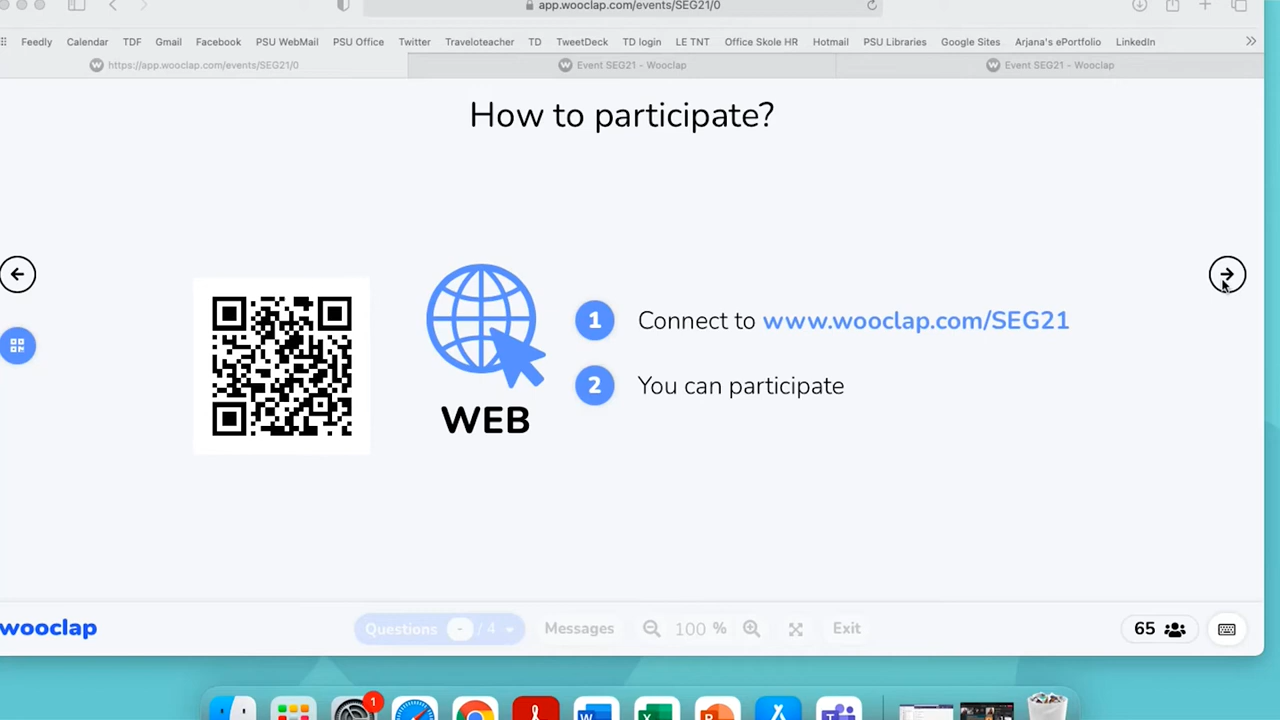 app.wooclap.com/events/SEG21/0
Feedly Calendar TDF Gmail Facebook PSU WebMail PSU Office Twitter Traveloteacher TD TweetDeck TD login LE TNT Office Skole HR Hotmail PSU Libraries Google Sites Arjana's ePortfolio LinkedIn
https://app.wooclap.com/events/SEG21/0 Event SEG21 - Wooclap Event SEG21 - Wooclap
How to participate?
1 Connect to www.wooclap.com/SEG21
2 You can participate
WEB
wooclap Questions - / 4 Messages 100 % Exit 65
1